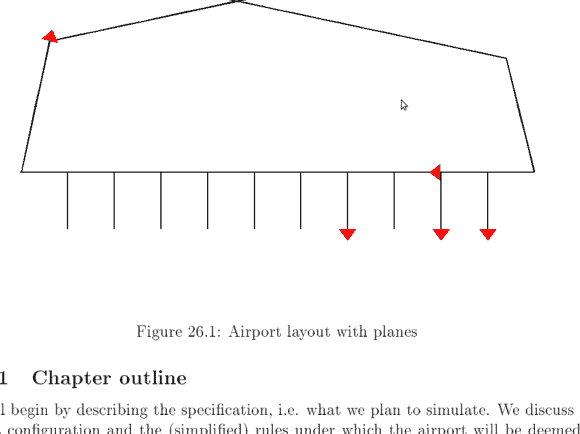 Figure 26.1: Airport layout with planes
1 Chapter outline
l begin by describing the specification, i.e. what we plan to simulate. We discuss
configuration and the (simplified) rules under which the airport will be deemed